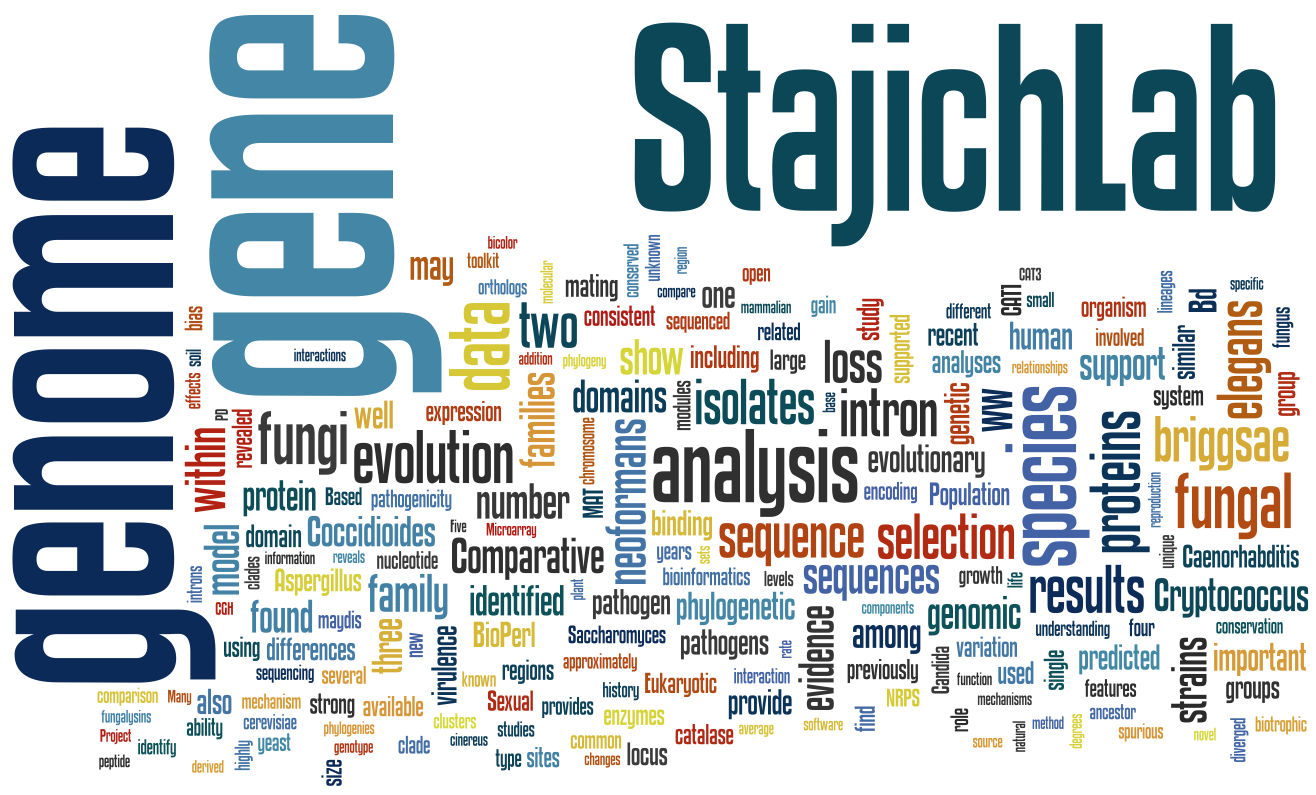 StajichLab
genome
gene
bicolor
toolkit
may
orthologs
molecular
mating
conserved
unknown
region
compare
one
open
mammalian
gain
CAT3
CAT1
small
organism
lineages
Bd
specific
bias
soil
effects
interactions
data
two
consistent
sequenced
related
study
supported
different
recent
human
involved
similar
elegans
fungus
addition
phylogeny
show
including
large
loss
analyses
relationships
support
group
within
revealed
PD
fungi
well
expression
families
domains
modules
isolates
base
intron
genetic
WW
species
system
briggsae
evolution
chromosome
neoformans
analysis
evolutionary
proteins
protein
Based
pathogenicity
number
MAT
encoding
Population
reproduction
fungal
model
domain
Coccidioides
Five
Microarray
binding
sequence
selection
unique
Caenorhabditis
introns
clades
information
reveals
nucleotide
Comparative
years
sets
Aspergillus
family
plant
bioinformatics
levels
sequences
growth
life
results
Cryptococcus
CGH
found
maydis
identified
pathogen
phylogenetic
evidence
components
genomic
understanding
four
conservation
using
differences
three
new
virulence
BioPerl
Saccharomyces
pathogens
rate
among
variation
single
predicted
strains
important
sequencing
several
known
regions
approximately
interaction
previously
Candida
function
used
features
groups
comparison
Many
also
mechanism
strong
available
Sexual
provides
history
Eukaryotic
provide
NRPS
mechanisms
fungalysins
ability
cerevisiae
phylogenies
clusters
studies
enzymes
average
software
find
role
natural
method
degrees
ancestor
diverged
biotrophic
Project
identify
highly
yeast
genotype
clade
cinereus
common
catalase
source
spurious
novel
peptide
derived
size
type
sites
changes
locus